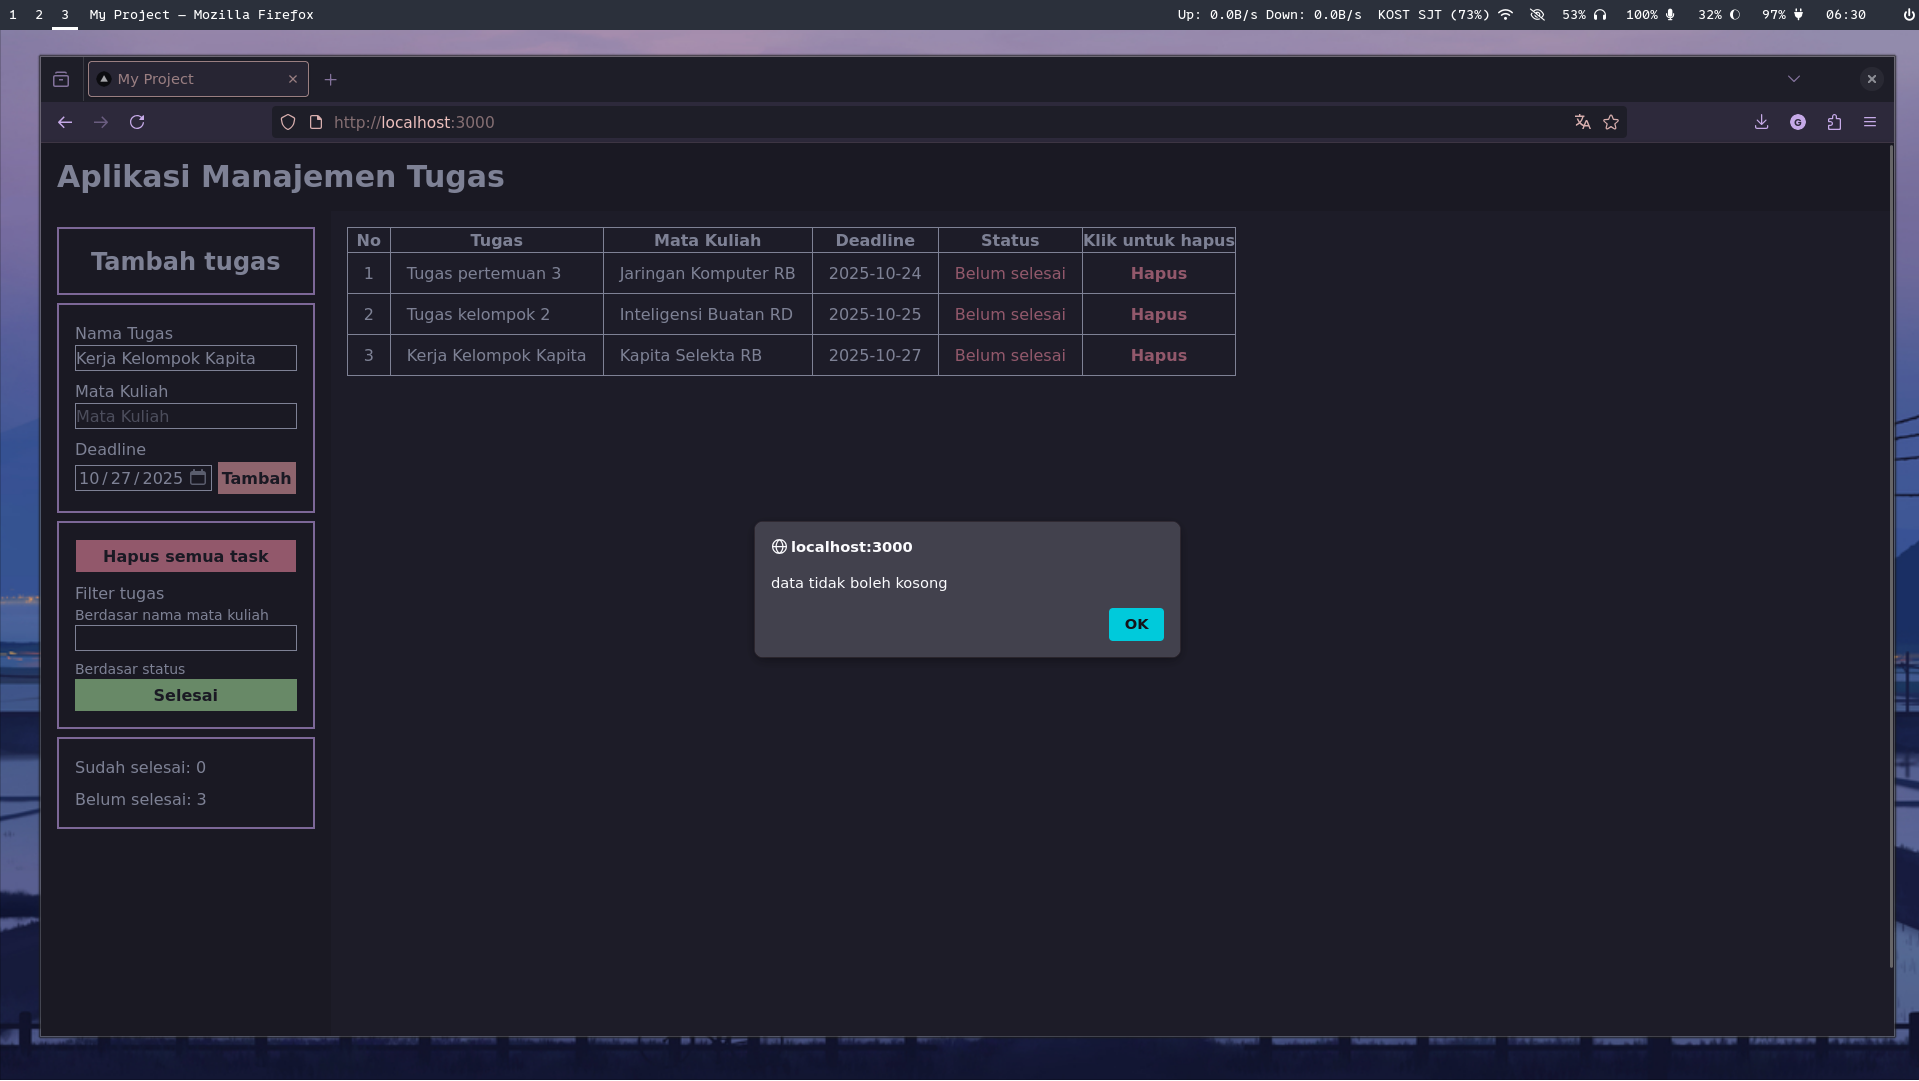 1 2 3 My Project — Mozilla Firefox Up: 0.0B/s Down: 0.0B/s KOST SJT (73%) 53% 100% 32% 97% 06:30
My Project
http://localhost:3000
G
Aplikasi Manajemen Tugas
Tambah tugas
Nama Tugas
Kerja Kelompok Kapita
Mata Kuliah
Mata Kuliah
Deadline
10/27/2025 Tambah
Hapus semua task
Filter tugas
Berdasar nama mata kuliah
Berdasar status
Selesai
Sudah selesai: 0
Belum selesai: 3
No Tugas Mata Kuliah Deadline Status Klik untuk hapus
1 Tugas pertemuan 3 Jaringan Komputer RB 2025-10-24 Belum selesai Hapus
2 Tugas kelompok 2 Inteligensi Buatan RD 2025-10-25 Belum selesai Hapus
3 Kerja Kelompok Kapita Kapita Selekta RB 2025-10-27 Belum selesai Hapus
localhost:3000
data tidak boleh kosong
OK